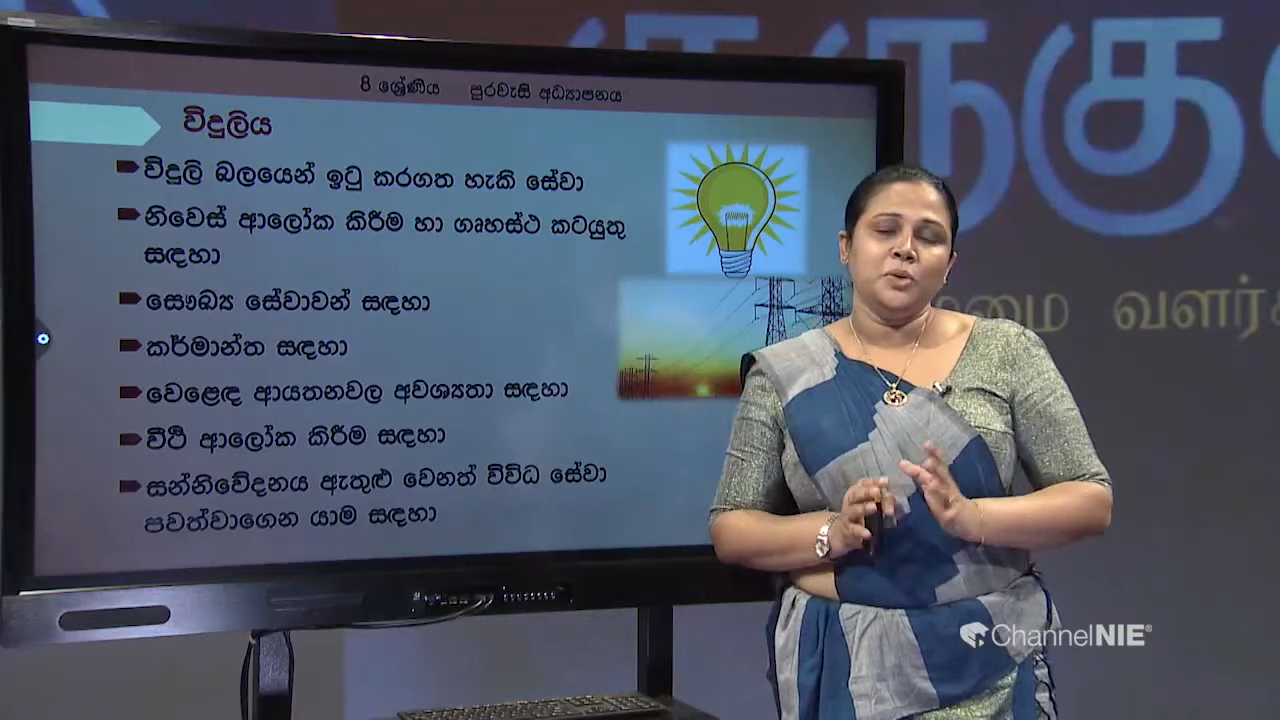 8 ශ්‍රේණිය පුරවැසි අධ්‍යාපනය
විදුලිය
විදුලි බලයෙන් ඉටු කරගත හැකි සේවා
නිවෙස් ආලෝක කිරීම හා ගෘහස්ථ කටයුතු
සඳහා
සෞඛ්‍ය සේවාවන් සඳහා
කර්මාන්ත සඳහා
වෙළෙඳ ආයතනවල අවශ්‍යතා සඳහා
වීථි ආලෝක කිරීම සඳහා
සන්නිවේදනය ඇතුළු වෙනත් විවිධ සේවා
පවත්වාගෙන යාම සඳහා
ChannelNIE®